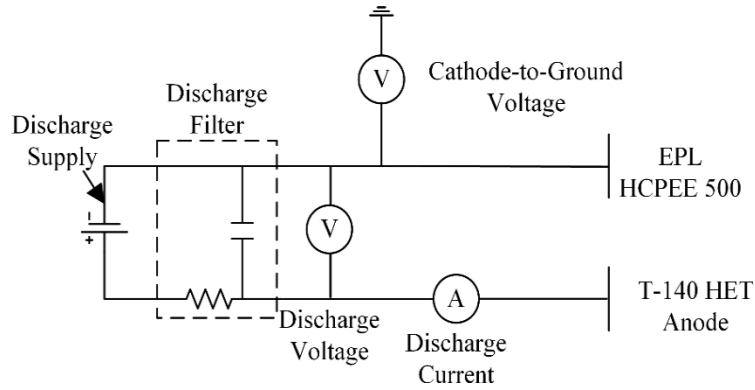 V
Cathode-to-Ground
Voltage
Discharge
Filter
Discharge
Supply
-
+
EPL
HCPEE 500
V
A
T-140 HET
Anode
Discharge
Voltage
Discharge
Current